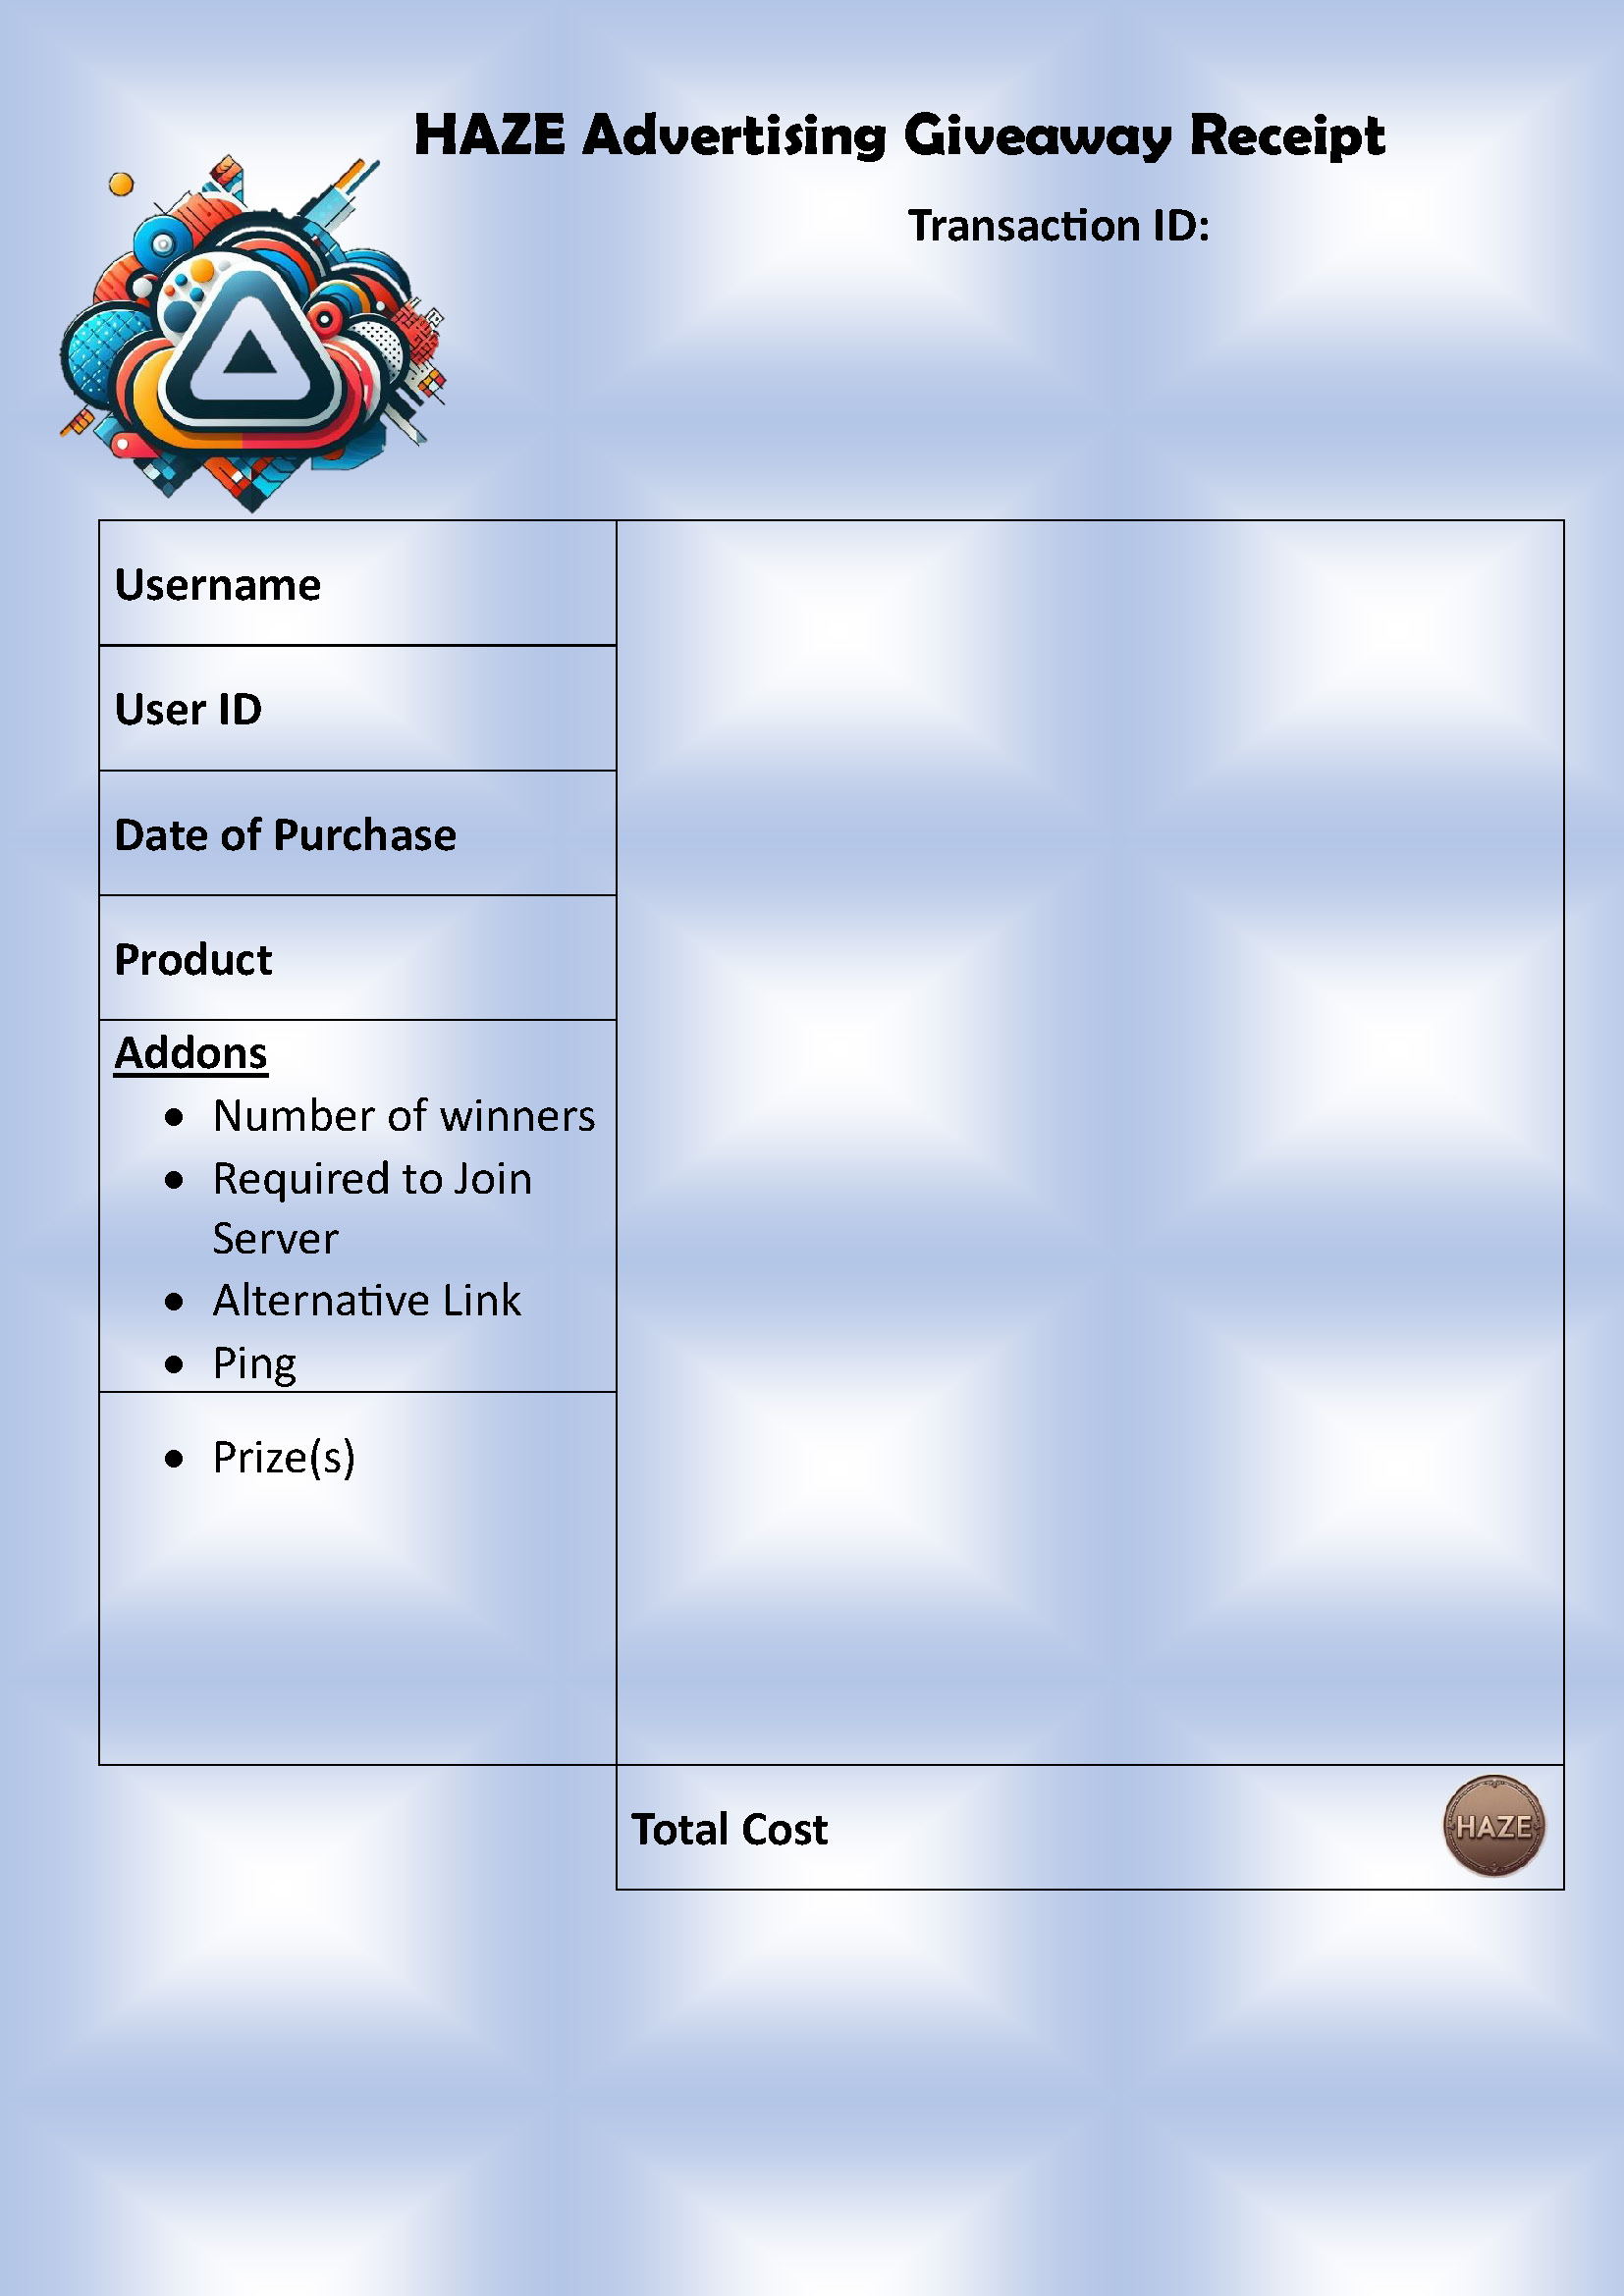 HAZE Advertising Giveaway Receipt
Transaction ID:
Username
User ID
Date of Purchase
Product
Addons
• Number of winners
• Required to Join
Server
• Alternative Link
• Ping
• Prize(s)
Total Cost
HAZE